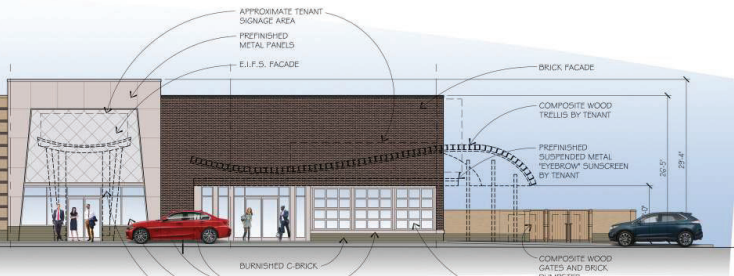 APPROXIMATE TENANT
SIGNAGE AREA
PREFINISHED
METAL PANELS
E.I.F.S. FACADE
BRICK FACADE
COMPOSITE WOOD
TRELLIS BY TENANT
PREFINISHED
SUSPENDED METAL
"EYEBROW" SUNSCREEN
BY TENANT
26'-5"
29'-4"
BURNISHED C-BRICK
COMPOSITE WOOD
GATES AND BRICK